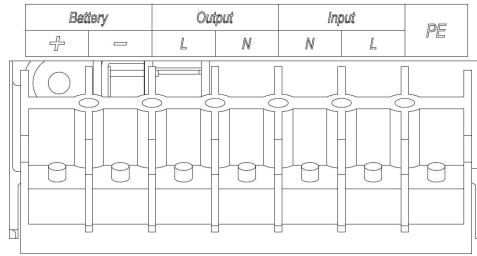 Battery Output Input PE
+ — L N N L